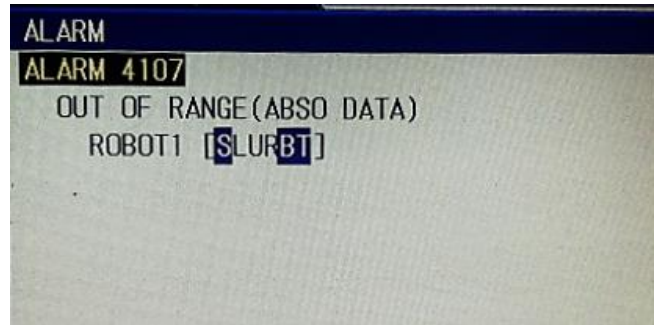 ALARM
ALARM 4107
OUT OF RANGE(ABSO DATA)
ROBOT1 [SLURBT]